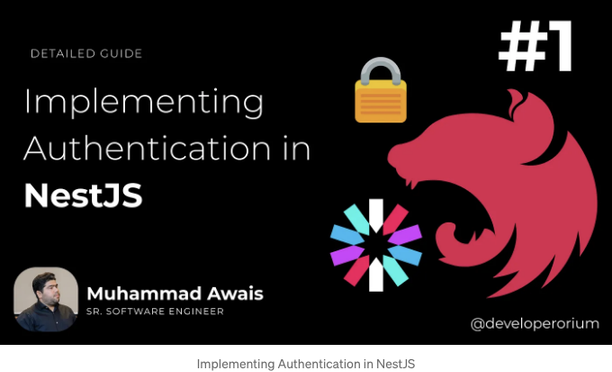 #1
DETAILED GUIDE
Implementing
Authentication in
NestJS
Muhammad Awais
SR. SOFTWARE ENGINEER
@developerorium
Implementing Authentication in NestJS